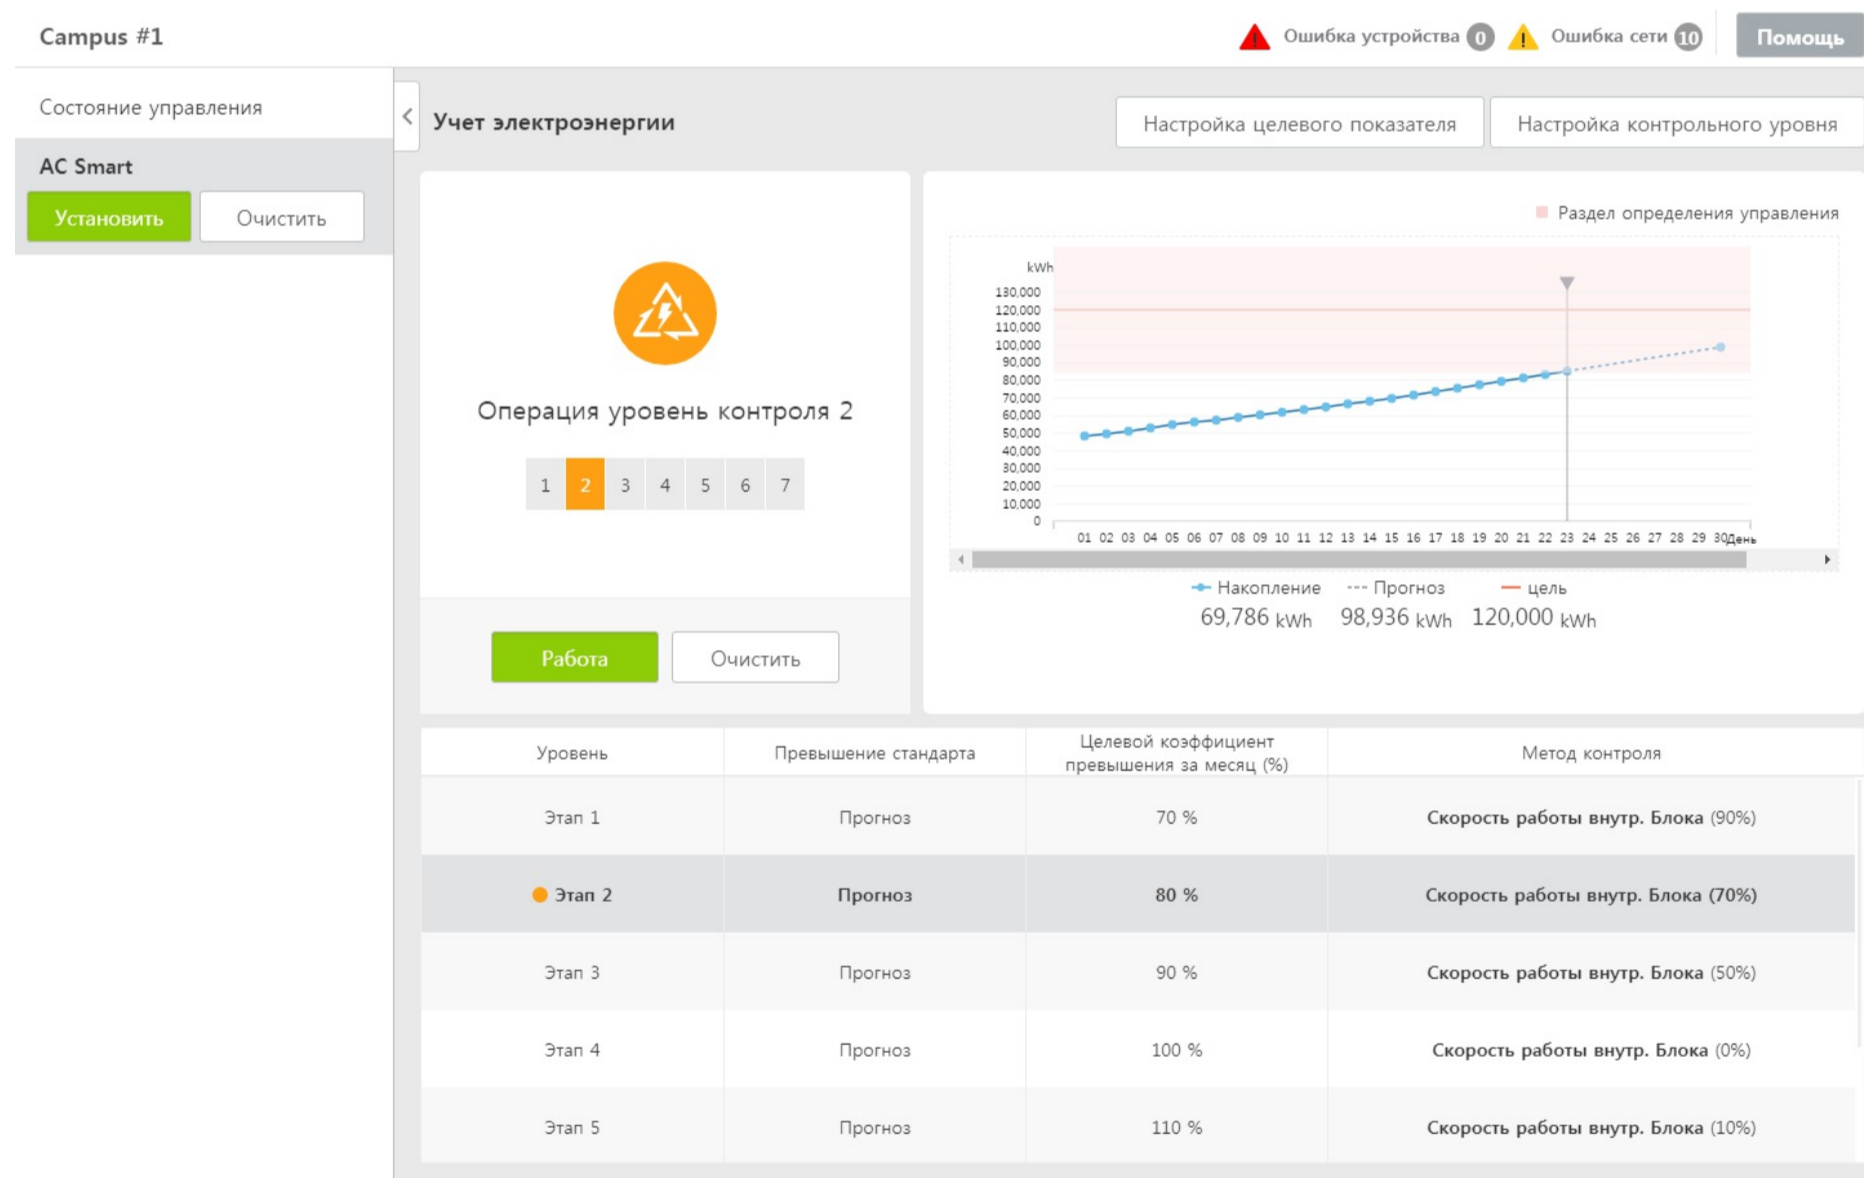 Campus #1
Ошибка устройства 0
Ошибка сети 10
Помощь
Состояние управления
AC Smart
Установить
Очистить
Учет электроэнергии
Настройка целевого показателя
Настройка контрольного уровня
Операция уровень контроля 2
1 2 3 4 5 6 7
Работа
Очистить
Раздел определения управления
kWh
130,000
120,000
110,000
100,000
90,000
80,000
70,000
60,000
50,000
40,000
30,000
20,000
10,000
0
01 02 03 04 05 06 07 08 09 10 11 12 13 14 15 16 17 18 19 20 21 22 23 24 25 26 27 28 29 30 День
Накопление Прогноз цель
69,786 kWh 98,936 kWh 120,000 kWh
Уровень
Превышение стандарта
Целевой коэффициент
превышения за месяц (%)
Метод контроля
Этап 1 Прогноз 70 % Скорость работы внутр. Блока (90%)
Этап 2 Прогноз 80 % Скорость работы внутр. Блока (70%)
Этап 3 Прогноз 90 % Скорость работы внутр. Блока (50%)
Этап 4 Прогноз 100 % Скорость работы внутр. Блока (0%)
Этап 5 Прогноз 110 % Скорость работы внутр. Блока (10%)